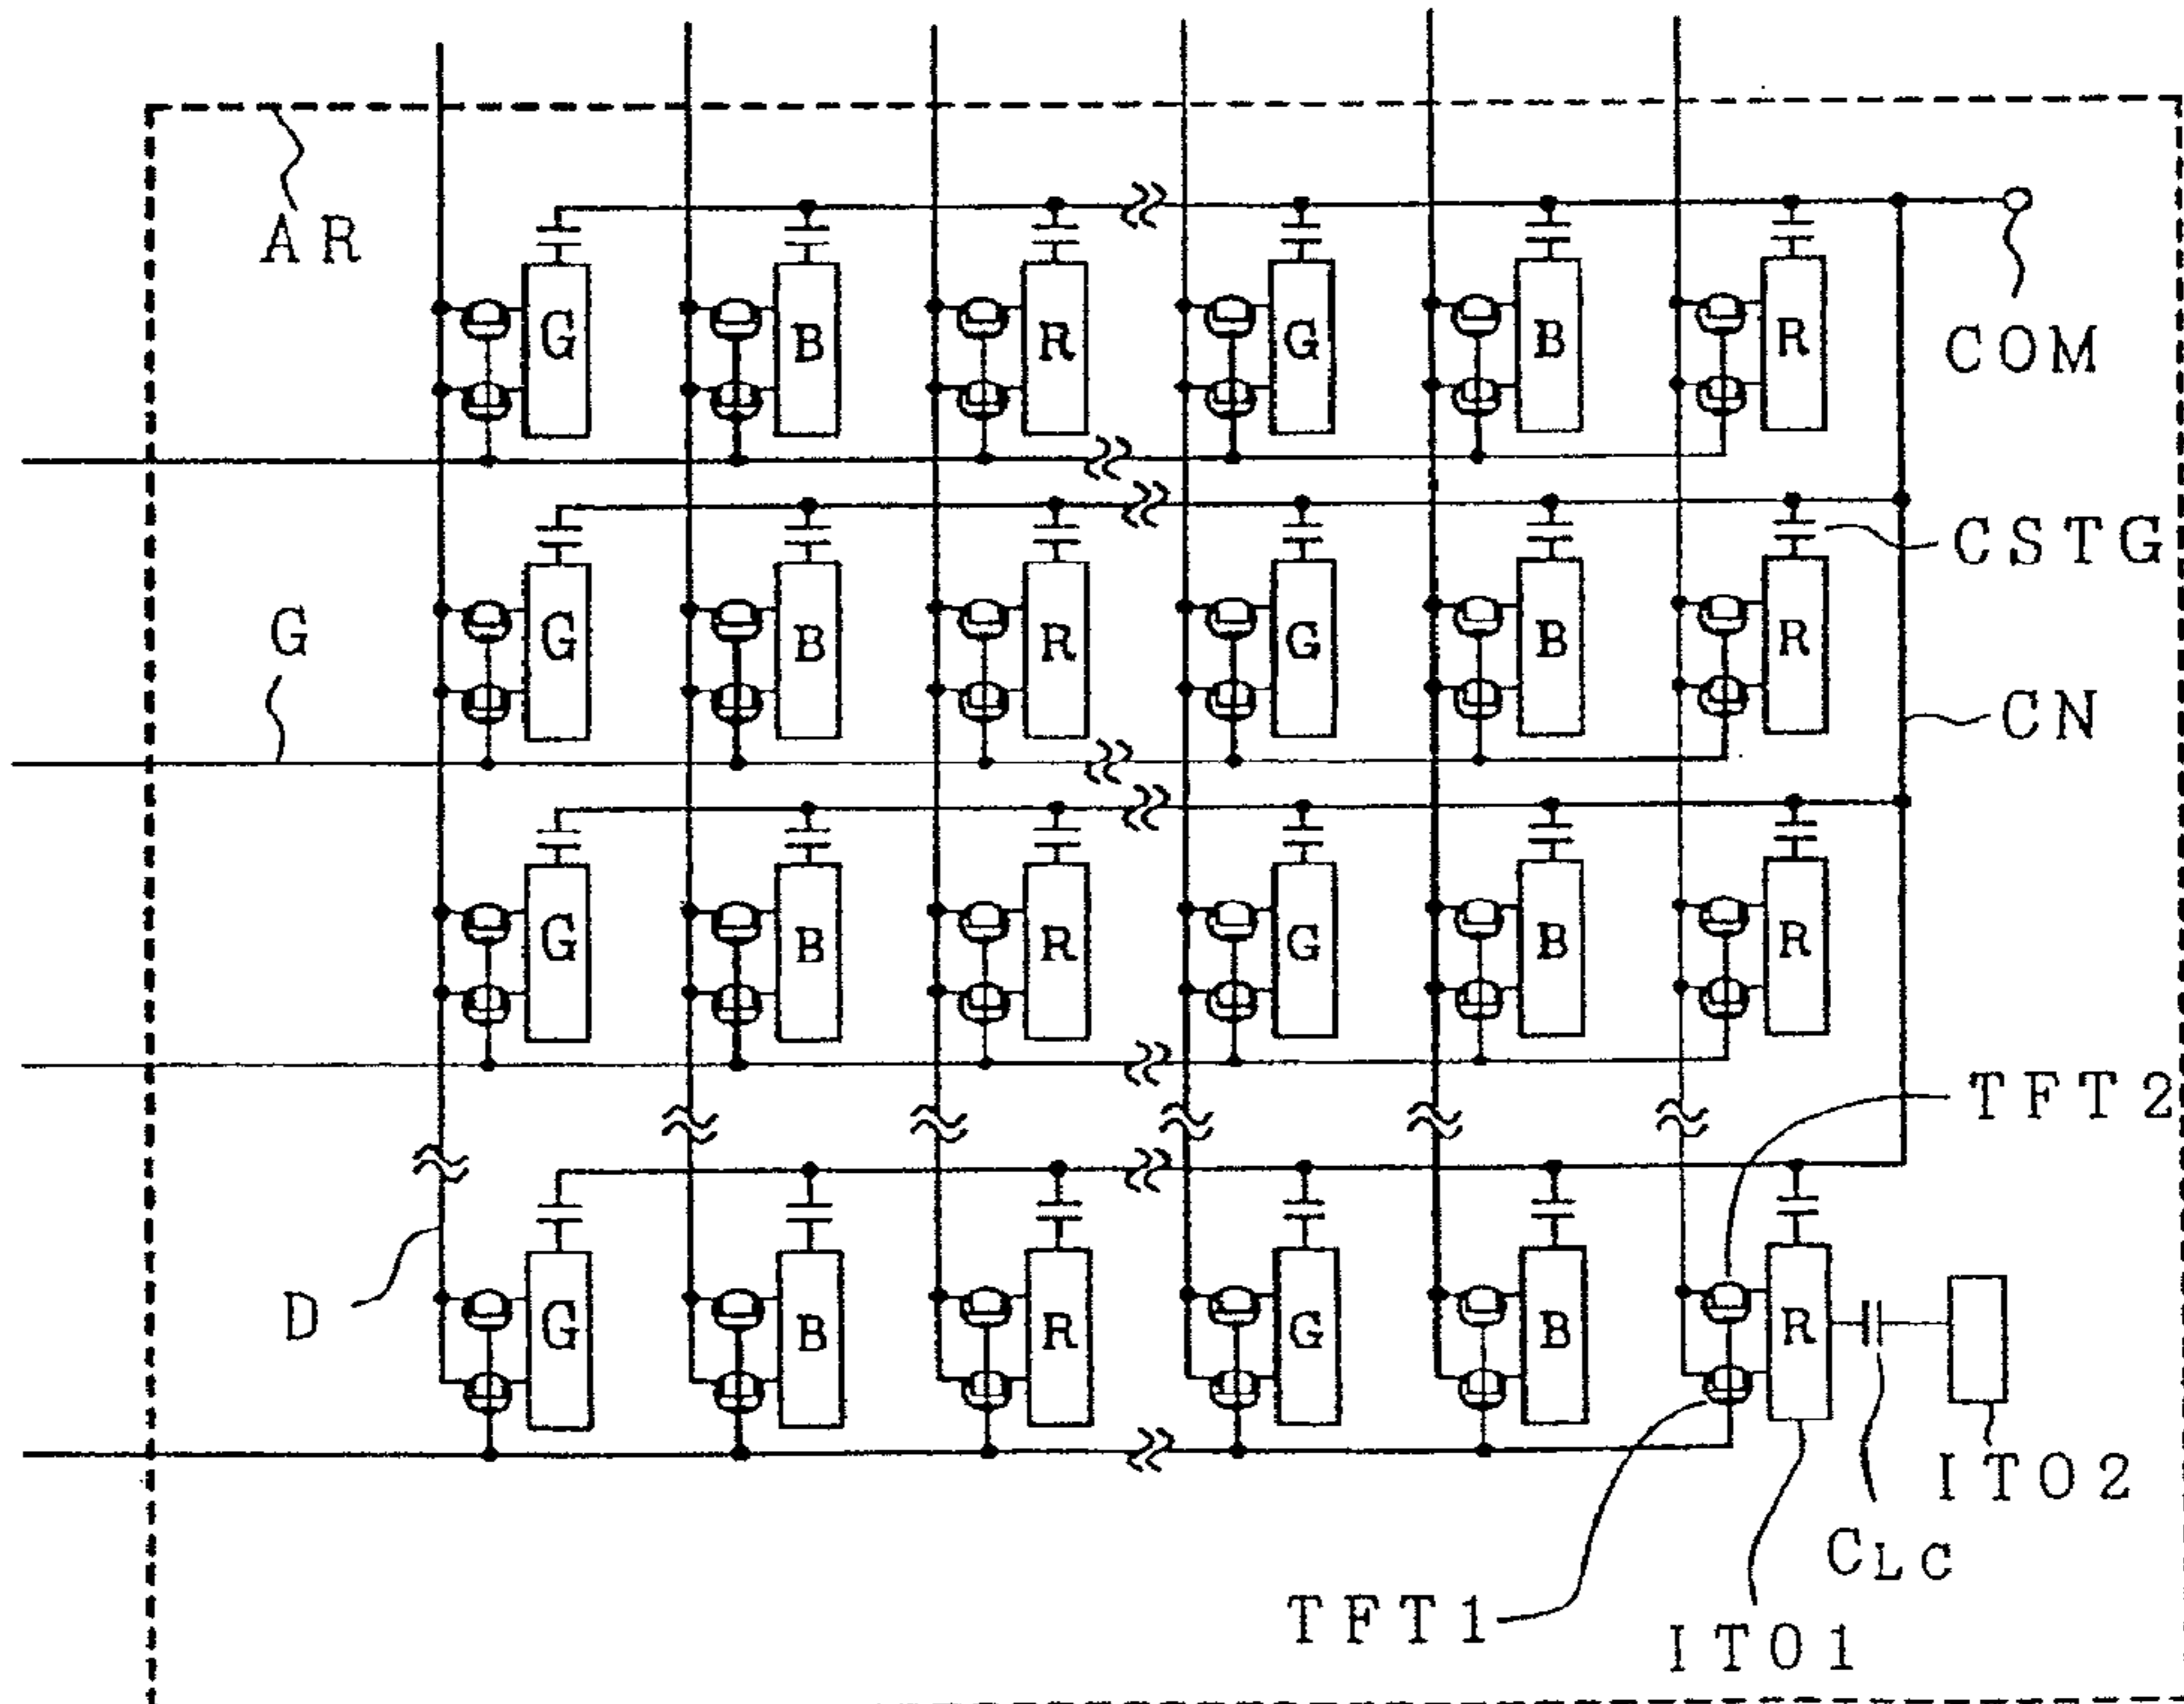 AR
COM
G B R G B R
CSTG
G
G B R G B R
CN
G B R G B R
TFT2
D
G B R G B R
ITO2
CLC
TFT1
ITO1